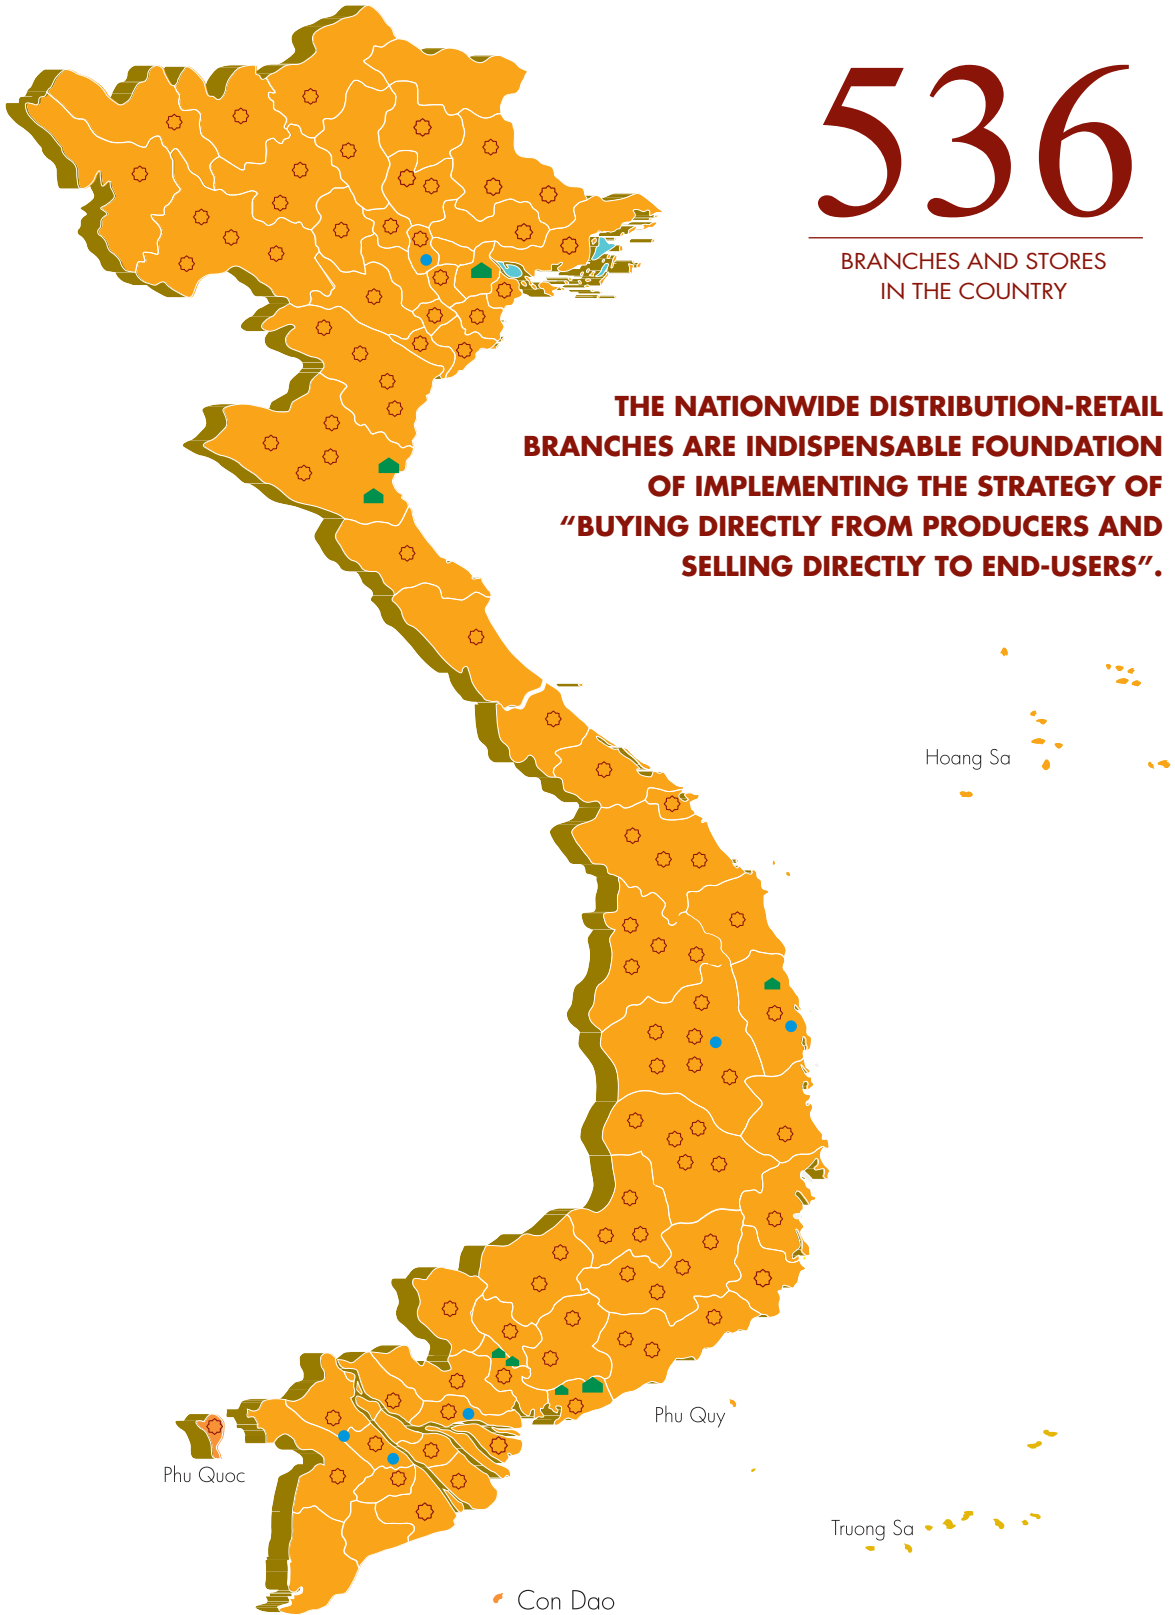 536
BRANCHES AND STORES
IN THE COUNTRY
THE NATIONWIDE DISTRIBUTION-RETAIL
BRANCHES ARE INDISPENSABLE FOUNDATION
OF IMPLEMENTING THE STRATEGY OF
“BUYING DIRECTLY FROM PRODUCERS AND
SELLING DIRECTLY TO END-USERS”.
Hoang Sa
Phu Quy
Phu Quoc
Truong Sa
Con Dao